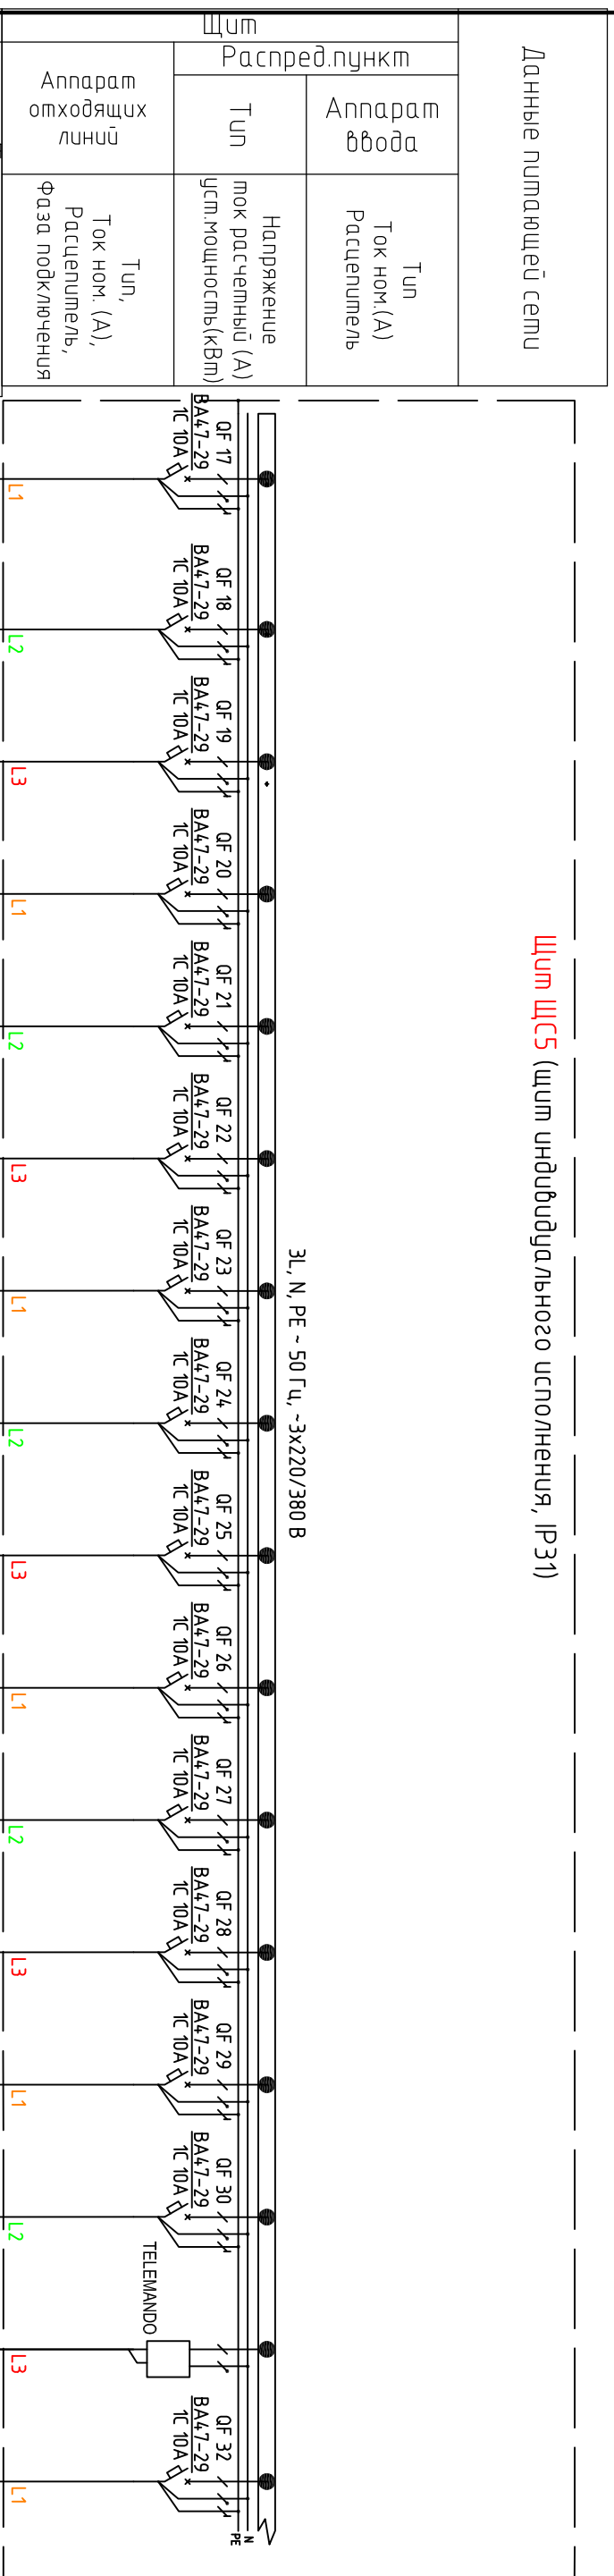 Данные питающей сети
Щит
Распред.пункт
Аппарат
ввода
Тип
Ток ном.(А)
Расцепитель
Тип
Напряжение
ток расчетный (А)
уст.мощность(кВт)
Аппарат
отходящих
линий
Тип,
Ток ном. (А),
Расцепитель,
Фаза подключения
Щит ЩС5 (щит индивидуального исполнения, IP31)
3L, N, PE ~ 50 Гц, ~3x220/380 В
QF 17
ВА47-29
1С 10А
L1
QF 18
ВА47-29
1С 10А
L2
QF 19
ВА47-29
1С 10А
L3
QF 20
ВА47-29
1С 10А
L1
QF 21
ВА47-29
1С 10А
L2
QF 22
ВА47-29
1С 10А
L3
QF 23
ВА47-29
1С 10А
L1
QF 24
ВА47-29
1С 10А
L2
QF 25
ВА47-29
1С 10А
L3
QF 26
ВА47-29
1С 10А
L1
QF 27
ВА47-29
1С 10А
L2
QF 28
ВА47-29
1С 10А
L3
QF 29
ВА47-29
1С 10А
L1
QF 30
ВА47-29
1С 10А
L2
TELEMANDO
L3
QF 32
ВА47-29
1С 10А
L1
N
PE